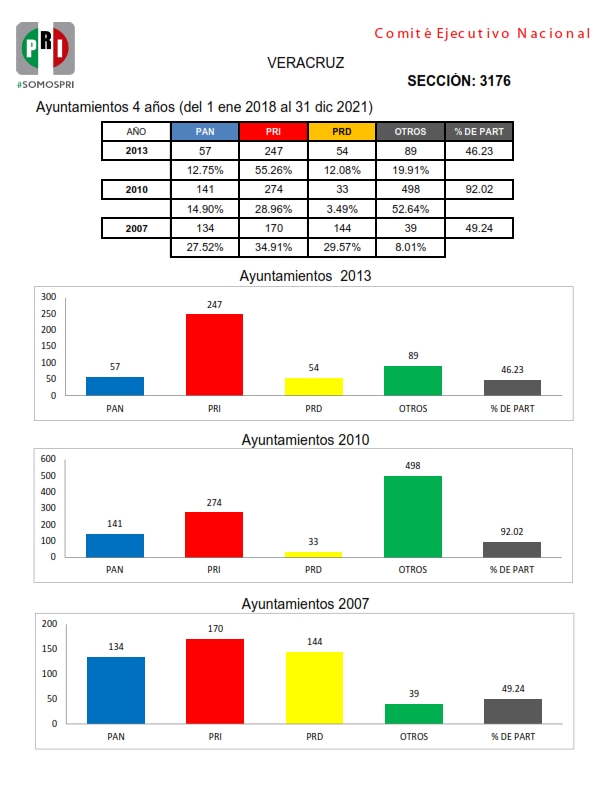 Comité Ejecutivo Nacional
PRI
#SOMOSPRI
VERACRUZ
SECCIÓN: 3176
Ayuntamientos 4 años (del 1 ene 2018 al 31 dic 2021)
AÑO PAN PRI PRD OTROS % DE PART
2013 57 247 54 89 46.23
12.75% 55.26% 12.08% 19.91%
2010 141 274 33 498 92.02
14.90% 28.96% 3.49% 52.64%
2007 134 170 144 39 49.24
27.52% 34.91% 29.57% 8.01%
Ayuntamientos 2013
300
250
200
150
100
50
0
57 247 54 89 46.23
PAN PRI PRD OTROS % DE PART
Ayuntamientos 2010
600
500
400
300
200
100
0
141 274 33 498 92.02
PAN PRI PRD OTROS % DE PART
Ayuntamientos 2007
200
150
100
50
0
134 170 144 39 49.24
PAN PRI PRD OTROS % DE PART